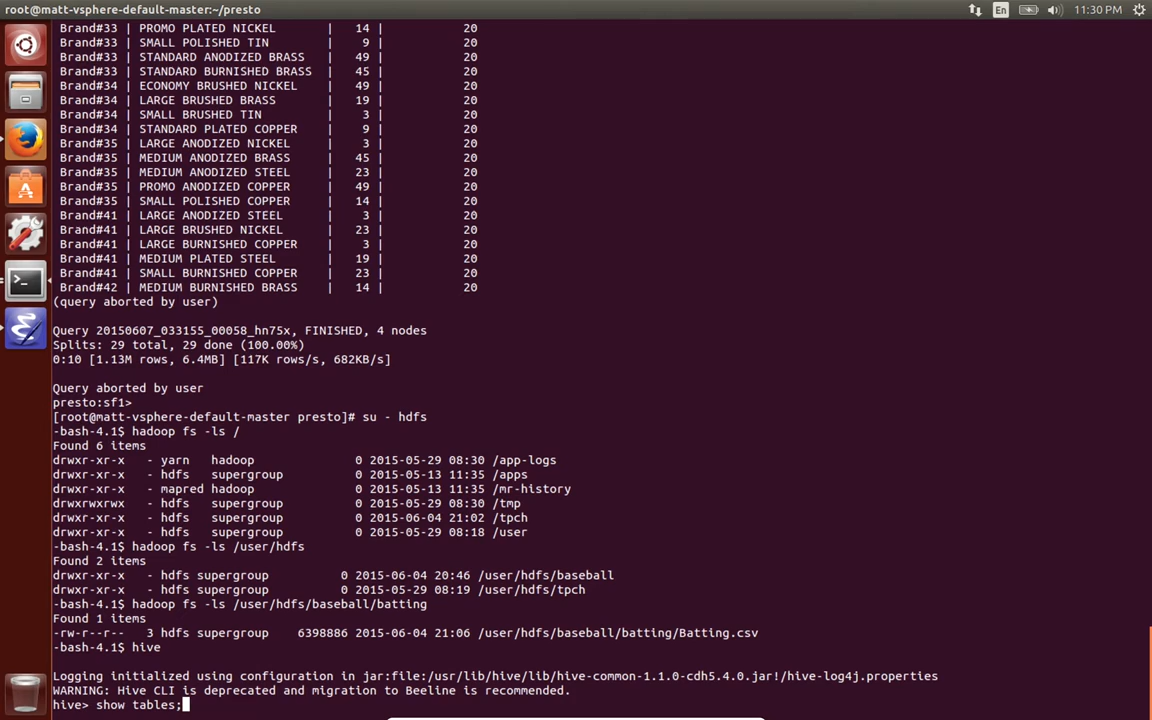 root@matt-vsphere-default-master:~/presto
En
11:30 PM
Brand#33 | PROMO PLATED NICKEL | 14 | 20
Brand#33 | SMALL POLISHED TIN | 9 | 20
Brand#33 | STANDARD ANODIZED BRASS | 49 | 20
Brand#33 | STANDARD BURNISHED BRASS | 45 | 20
Brand#34 | ECONOMY BRUSHED NICKEL | 49 | 20
Brand#34 | LARGE BRUSHED BRASS | 19 | 20
Brand#34 | SMALL BRUSHED TIN | 3 | 20
Brand#34 | STANDARD PLATED COPPER | 9 | 20
Brand#35 | LARGE ANODIZED NICKEL | 3 | 20
Brand#35 | MEDIUM ANODIZED BRASS | 45 | 20
Brand#35 | MEDIUM ANODIZED STEEL | 23 | 20
Brand#35 | PROMO ANODIZED COPPER | 49 | 20
Brand#35 | SMALL POLISHED COPPER | 14 | 20
Brand#41 | LARGE ANODIZED STEEL | 3 | 20
Brand#41 | LARGE BRUSHED NICKEL | 23 | 20
Brand#41 | LARGE BURNISHED COPPER | 3 | 20
Brand#41 | MEDIUM PLATED STEEL | 19 | 20
Brand#41 | SMALL BURNISHED COPPER | 23 | 20
Brand#42 | MEDIUM BURNISHED BRASS | 14 | 20
(query aborted by user)
Query 20150607_033155_00058_hn75x, FINISHED, 4 nodes
Splits: 29 total, 29 done (100.00%)
0:10 [1.13M rows, 6.4MB] [117K rows/s, 682KB/s]
Query aborted by user
presto:sf1>
[root@matt-vsphere-default-master presto]# su - hdfs
-bash-4.1$ hadoop fs -ls /
Found 6 items
drwxr-xr-x - yarn hadoop 0 2015-05-29 08:30 /app-logs
drwxr-xr-x - hdfs supergroup 0 2015-05-13 11:35 /apps
drwxr-xr-x - mapred hadoop 0 2015-05-13 11:35 /mr-history
drwxrwxrwx - hdfs supergroup 0 2015-05-29 08:30 /tmp
drwxr-xr-x - hdfs supergroup 0 2015-06-04 21:02 /tpch
drwxr-xr-x - hdfs supergroup 0 2015-05-29 08:18 /user
-bash-4.1$ hadoop fs -ls /user/hdfs
Found 2 items
drwxr-xr-x - hdfs supergroup 0 2015-06-04 20:46 /user/hdfs/baseball
drwxr-xr-x - hdfs supergroup 0 2015-05-29 08:19 /user/hdfs/tpch
-bash-4.1$ hadoop fs -ls /user/hdfs/baseball/batting
Found 1 items
-rw-r--r-- 3 hdfs supergroup 6398886 2015-06-04 21:06 /user/hdfs/baseball/batting/Batting.csv
-bash-4.1$ hive
Logging initialized using configuration in jar:file:/usr/lib/hive/lib/hive-common-1.1.0-cdh5.4.0.jar!/hive-log4j.properties
WARNING: Hive CLI is deprecated and migration to Beeline is recommended.
hive> show tables;